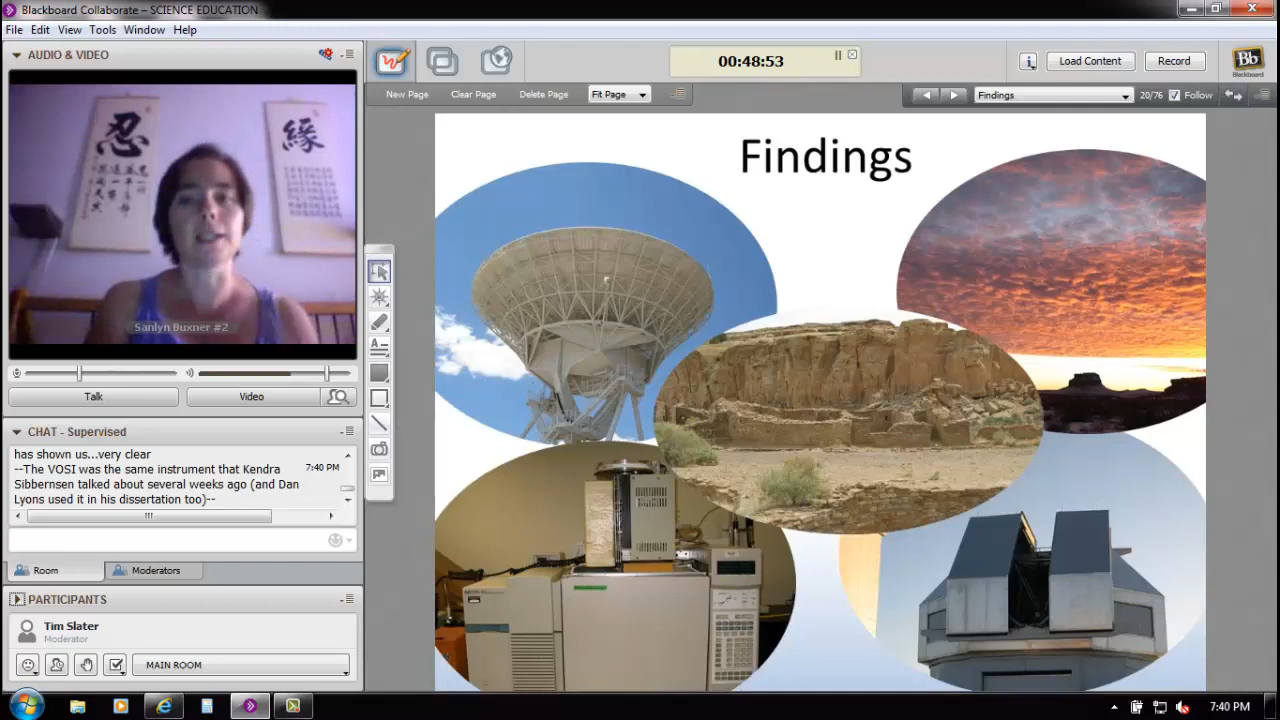 Blackboard Collaborate – SCIENCE EDUCATION
File Edit View Tools Window Help
AUDIO & VIDEO
忍
緣
Sanlyn Buxner #2
Talk
Video
CHAT - Supervised
has shown us...very clear
--The VOSI was the same instrument that Kendra 7:40 PM
Sibbernsen talked about several weeks ago (and Dan
Lyons used it in his dissertation too)--
Room
Moderators
PARTICIPANTS
Tim Slater
Moderator
MAIN ROOM
00:48:53
Load Content
Record
Bb
Blackboard
New Page Clear Page Delete Page Fit Page
Findings 20/76 Follow
Findings
7:40 PM